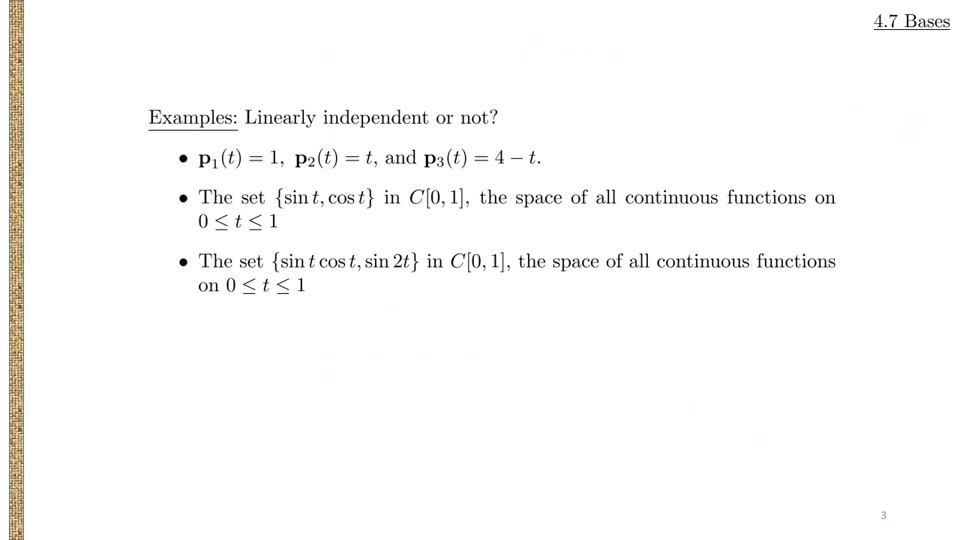 4.7 Bases
Examples: Linearly independent or not?
• p₁(t) = 1, p₂(t) = t, and p₃(t) = 4 − t.
• The set {sin t, cos t} in C[0, 1], the space of all continuous functions on
0 ≤ t ≤ 1
• The set {sin t cos t, sin 2t} in C[0, 1], the space of all continuous functions
on 0 ≤ t ≤ 1
3